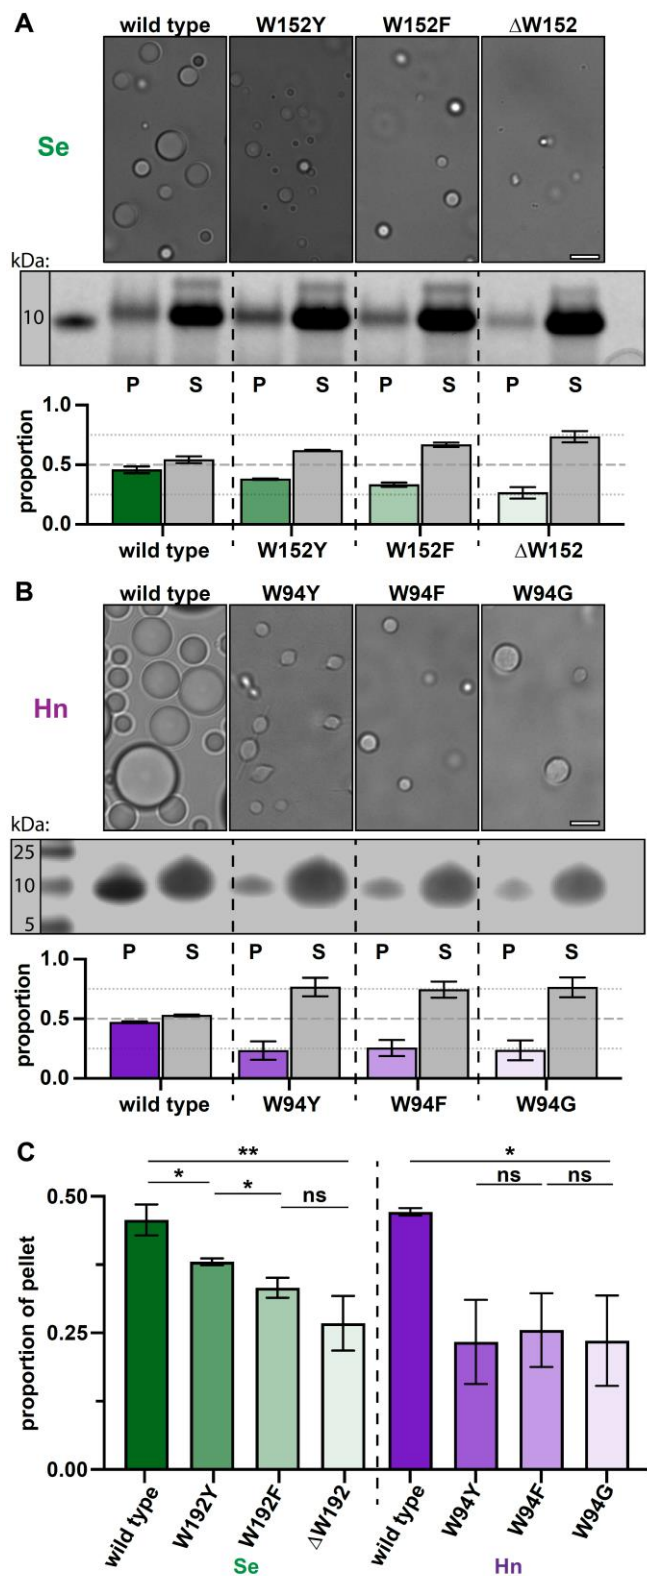 A
wild type W152Y W152F ΔW152
Se
kDa:
10
P S P S P S P S
1.0
0.5
0.0
proportion
wild type W152Y W152F ΔW152
B
wild type W94Y W94F W94G
Hn
kDa:
25
10
5
P S P S P S P S
1.0
0.5
0.0
proportion
wild type W94Y W94F W94G
C
** *
* * ns ns ns
0.50
0.25
0.00
proportion of pellet
wild type W192Y W192F ΔW192 wild type W94Y W94F W94G
Se Hn